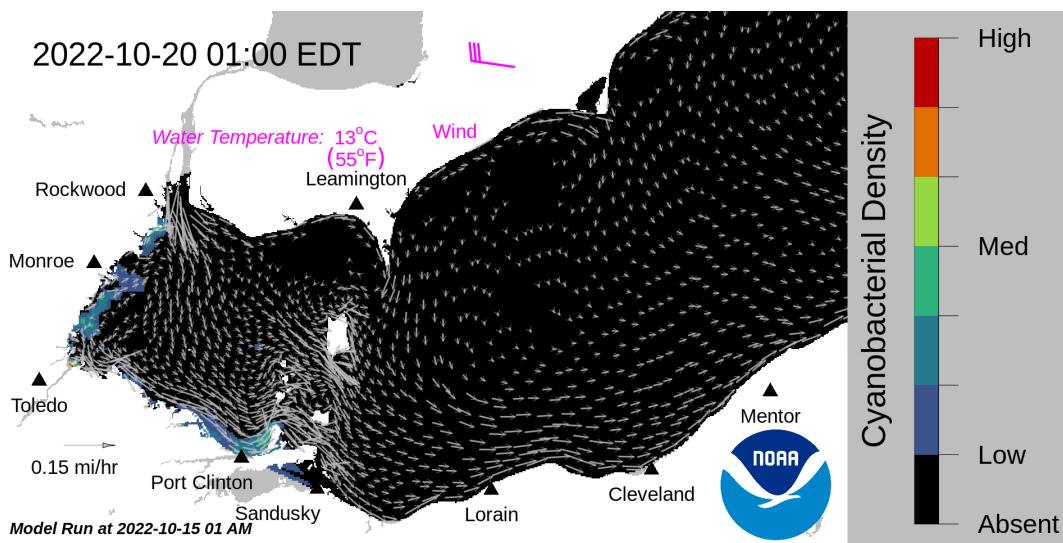 2022-10-20 01:00 EDT
High
Water Temperature: 13°C
(55°F)
Wind
Leamington
Rockwood
Monroe
Med
Cyanobacterial Density
Toledo
0.15 mi/hr
Port Clinton
Sandusky
Lorain
Cleveland
Mentor
NOAA
Low
Absent
Model Run at 2022-10-15 01 AM